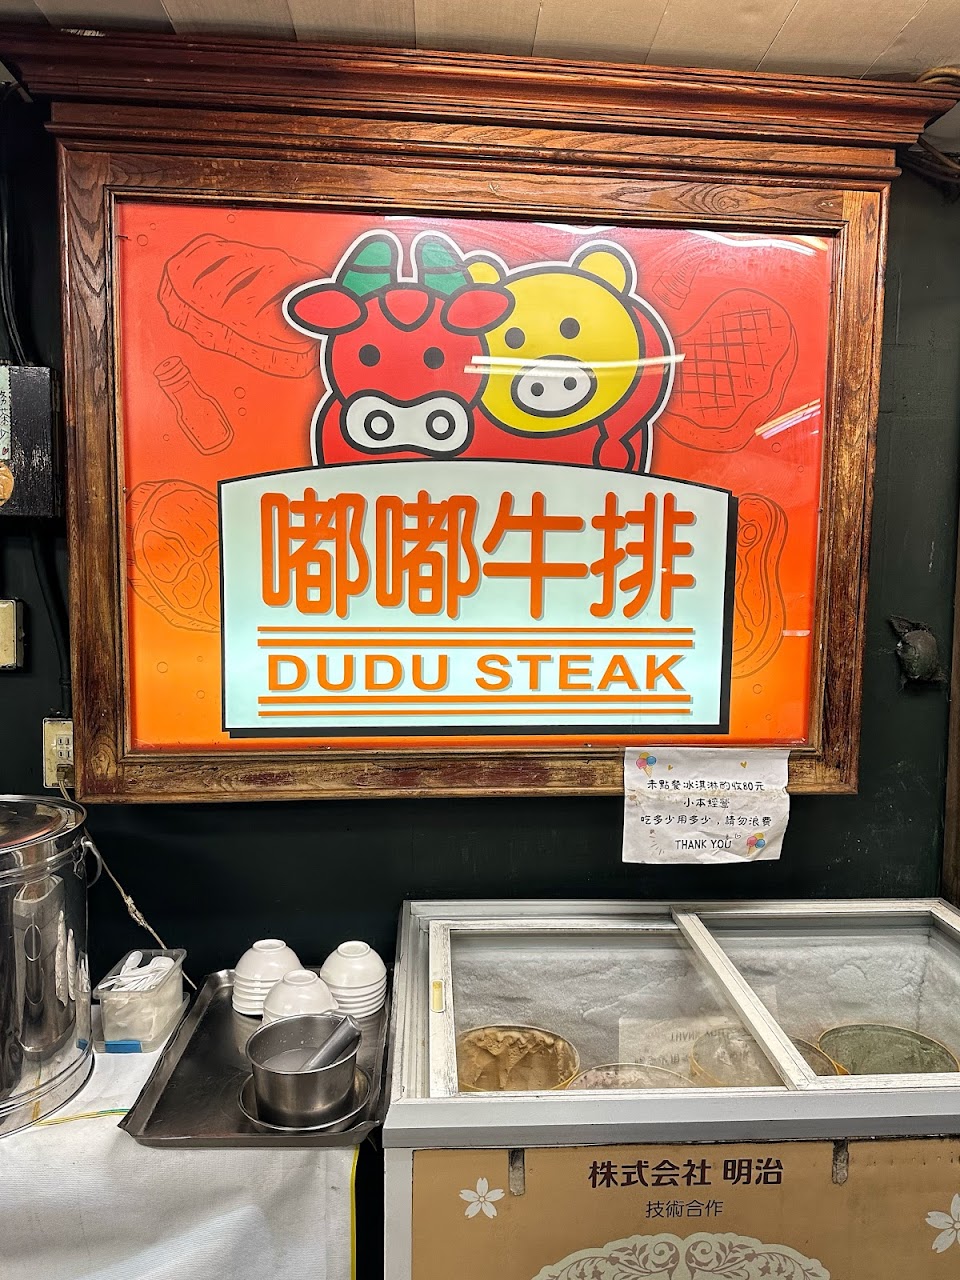 嘟嘟牛排
DUDU STEAK
未點餐冰淇淋的收80元
小本經營
吃多少用多少，請勿浪費
THANK YOU
株式会社 明治
技術合作